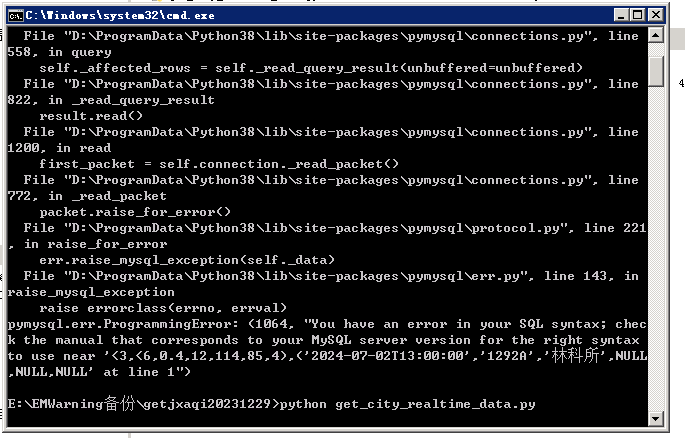 C:\Windows\system32\cmd.exe
File "D:\ProgramData\Python38\lib\site-packages\pymysql\connections.py", line
558, in query
self._affected_rows = self._read_query_result(unbuffered=unbuffered)
File "D:\ProgramData\Python38\lib\site-packages\pymysql\connections.py", line
822, in _read_query_result
result.read()
File "D:\ProgramData\Python38\lib\site-packages\pymysql\connections.py", line
1200, in read
first_packet = self.connection._read_packet()
File "D:\ProgramData\Python38\lib\site-packages\pymysql\connections.py", line
772, in _read_packet
packet.raise_for_error()
File "D:\ProgramData\Python38\lib\site-packages\pymysql\protocol.py", line 221
, in raise_for_error
err.raise_mysql_exception(self._data)
File "D:\ProgramData\Python38\lib\site-packages\pymysql\err.py", line 143, in
raise_mysql_exception
raise errorclass(errno, errval)
pymysql.err.ProgrammingError: (1064, "You have an error in your SQL syntax; chec
k the manual that corresponds to your MySQL server version for the right syntax
to use near '<3,<6,0.4,12,114,85,4),('2024-07-02T13:00:00','1292A','林科所',NULL
,NULL,NULL' at line 1")
E:\EMWarning备份\getjxaqi20231229>python get_city_realtime_data.py
4